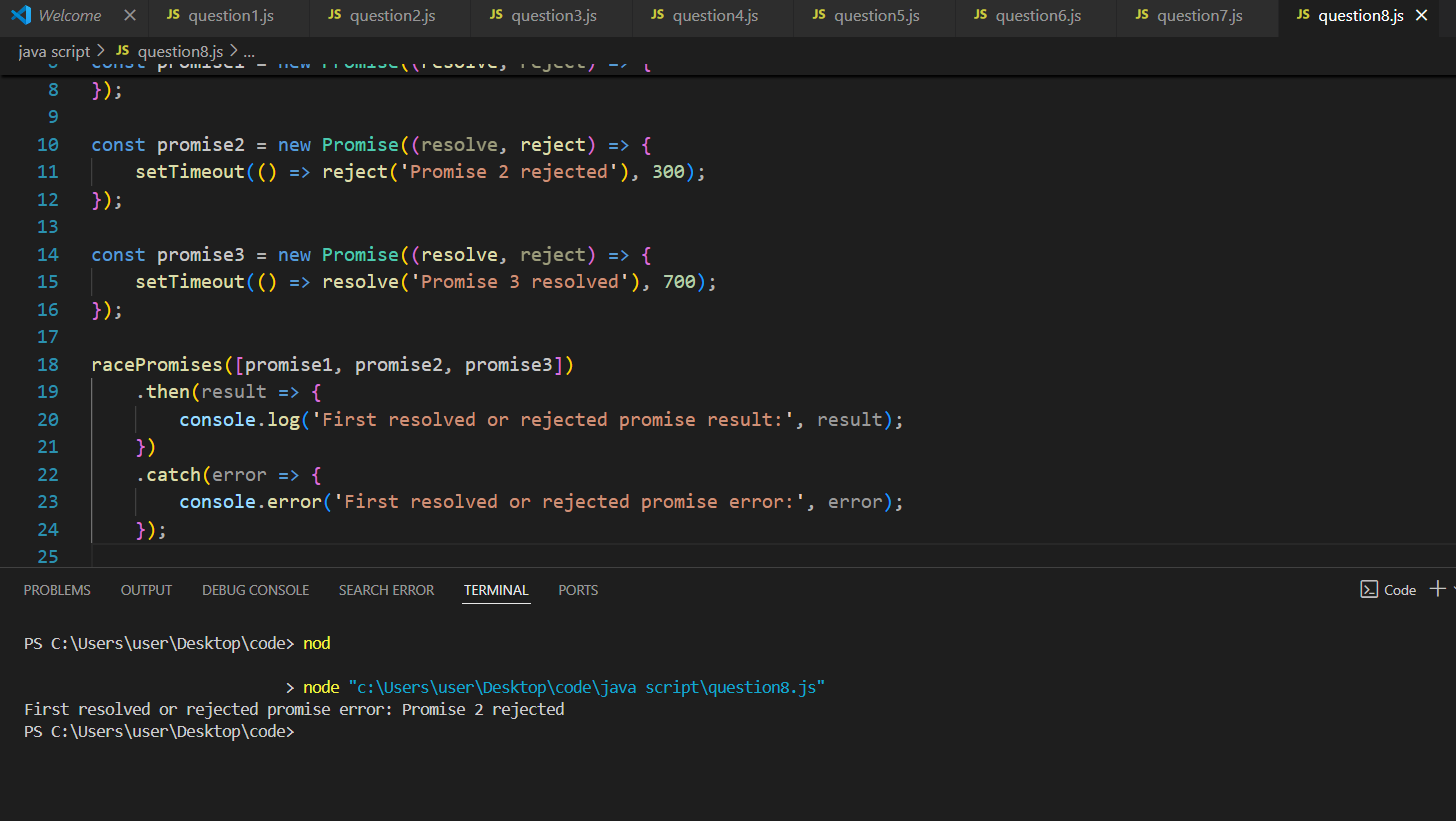 Welcome JS question1.js JS question2.js JS question3.js JS question4.js JS question5.js JS question6.js JS question7.js JS question8.js
java script > JS question8.js > ...
const promise1 = new Promise((resolve, reject) => {
8 });
9
10 const promise2 = new Promise((resolve, reject) => {
11 setTimeout(() => reject('Promise 2 rejected'), 300);
12 });
13
14 const promise3 = new Promise((resolve, reject) => {
15 setTimeout(() => resolve('Promise 3 resolved'), 700);
16 });
17
18 racePromises([promise1, promise2, promise3])
19 .then(result => {
20 console.log('First resolved or rejected promise result:', result);
21 })
22 .catch(error => {
23 console.error('First resolved or rejected promise error:', error);
24 });
25
PROBLEMS OUTPUT DEBUG CONSOLE SEARCH ERROR TERMINAL PORTS Code
PS C:\Users\user\Desktop\code> nod
> node "c:\Users\user\Desktop\code\java script\question8.js"
First resolved or rejected promise error: Promise 2 rejected
PS C:\Users\user\Desktop\code>